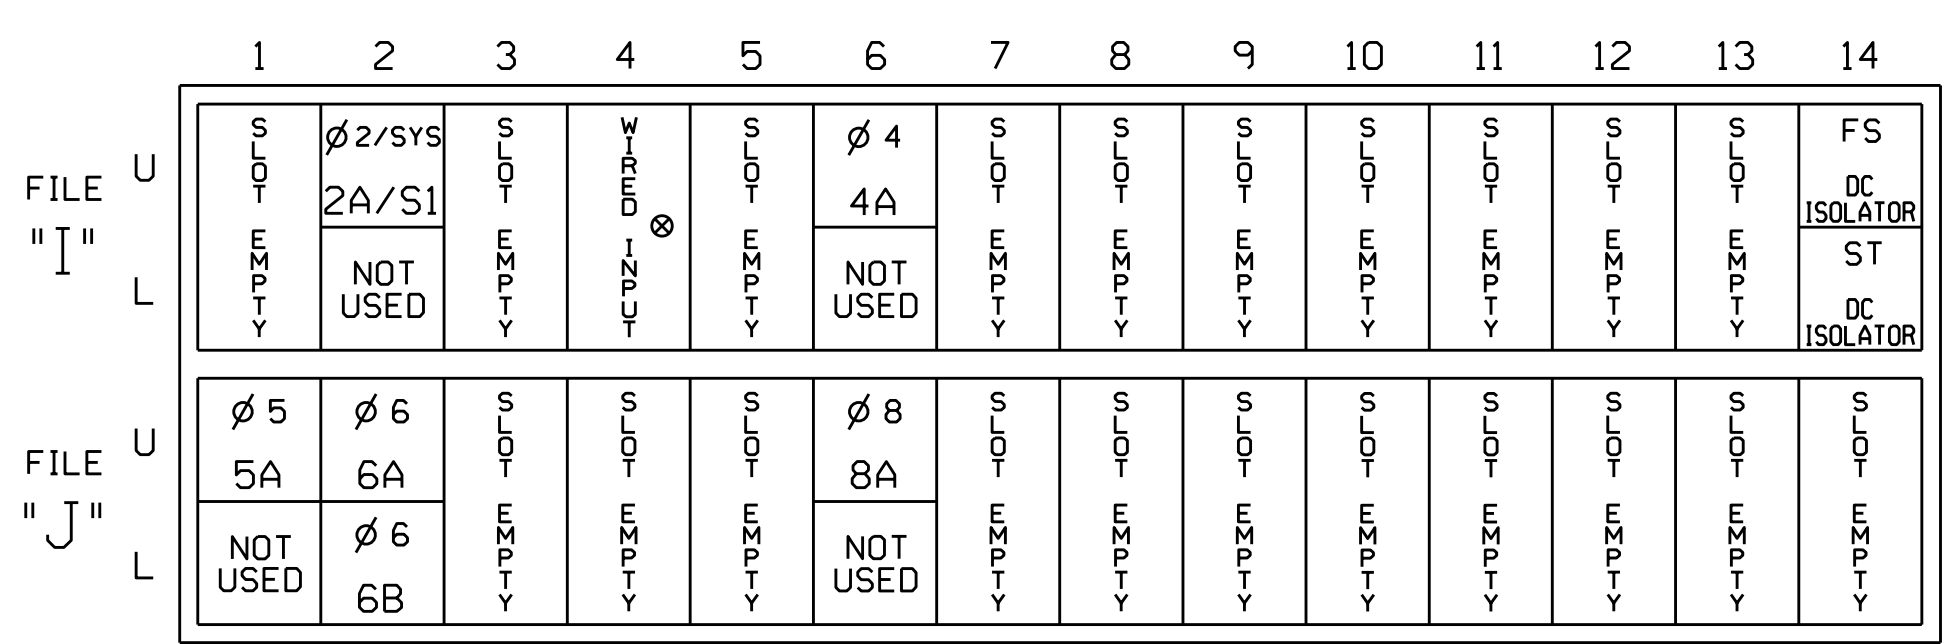 1 2 3 4 5 6 7 8 9 10 11 12 13 14
FILE
"I"
U
L
SLOT EMPTY
Ø 2/SYS
2A/S1
NOT
USED
SLOT EMPTY
WIRED INPUT
⊗
SLOT EMPTY
Ø 4
4A
NOT
USED
SLOT EMPTY
SLOT EMPTY
SLOT EMPTY
SLOT EMPTY
SLOT EMPTY
SLOT EMPTY
SLOT EMPTY
FS
DC
ISOLATOR
ST
DC
ISOLATOR
FILE
"J"
U
L
Ø 5
5A
NOT
USED
Ø 6
6A
Ø 6
6B
SLOT EMPTY
SLOT EMPTY
SLOT EMPTY
Ø 8
8A
NOT
USED
SLOT EMPTY
SLOT EMPTY
SLOT EMPTY
SLOT EMPTY
SLOT EMPTY
SLOT EMPTY
SLOT EMPTY
SLOT EMPTY